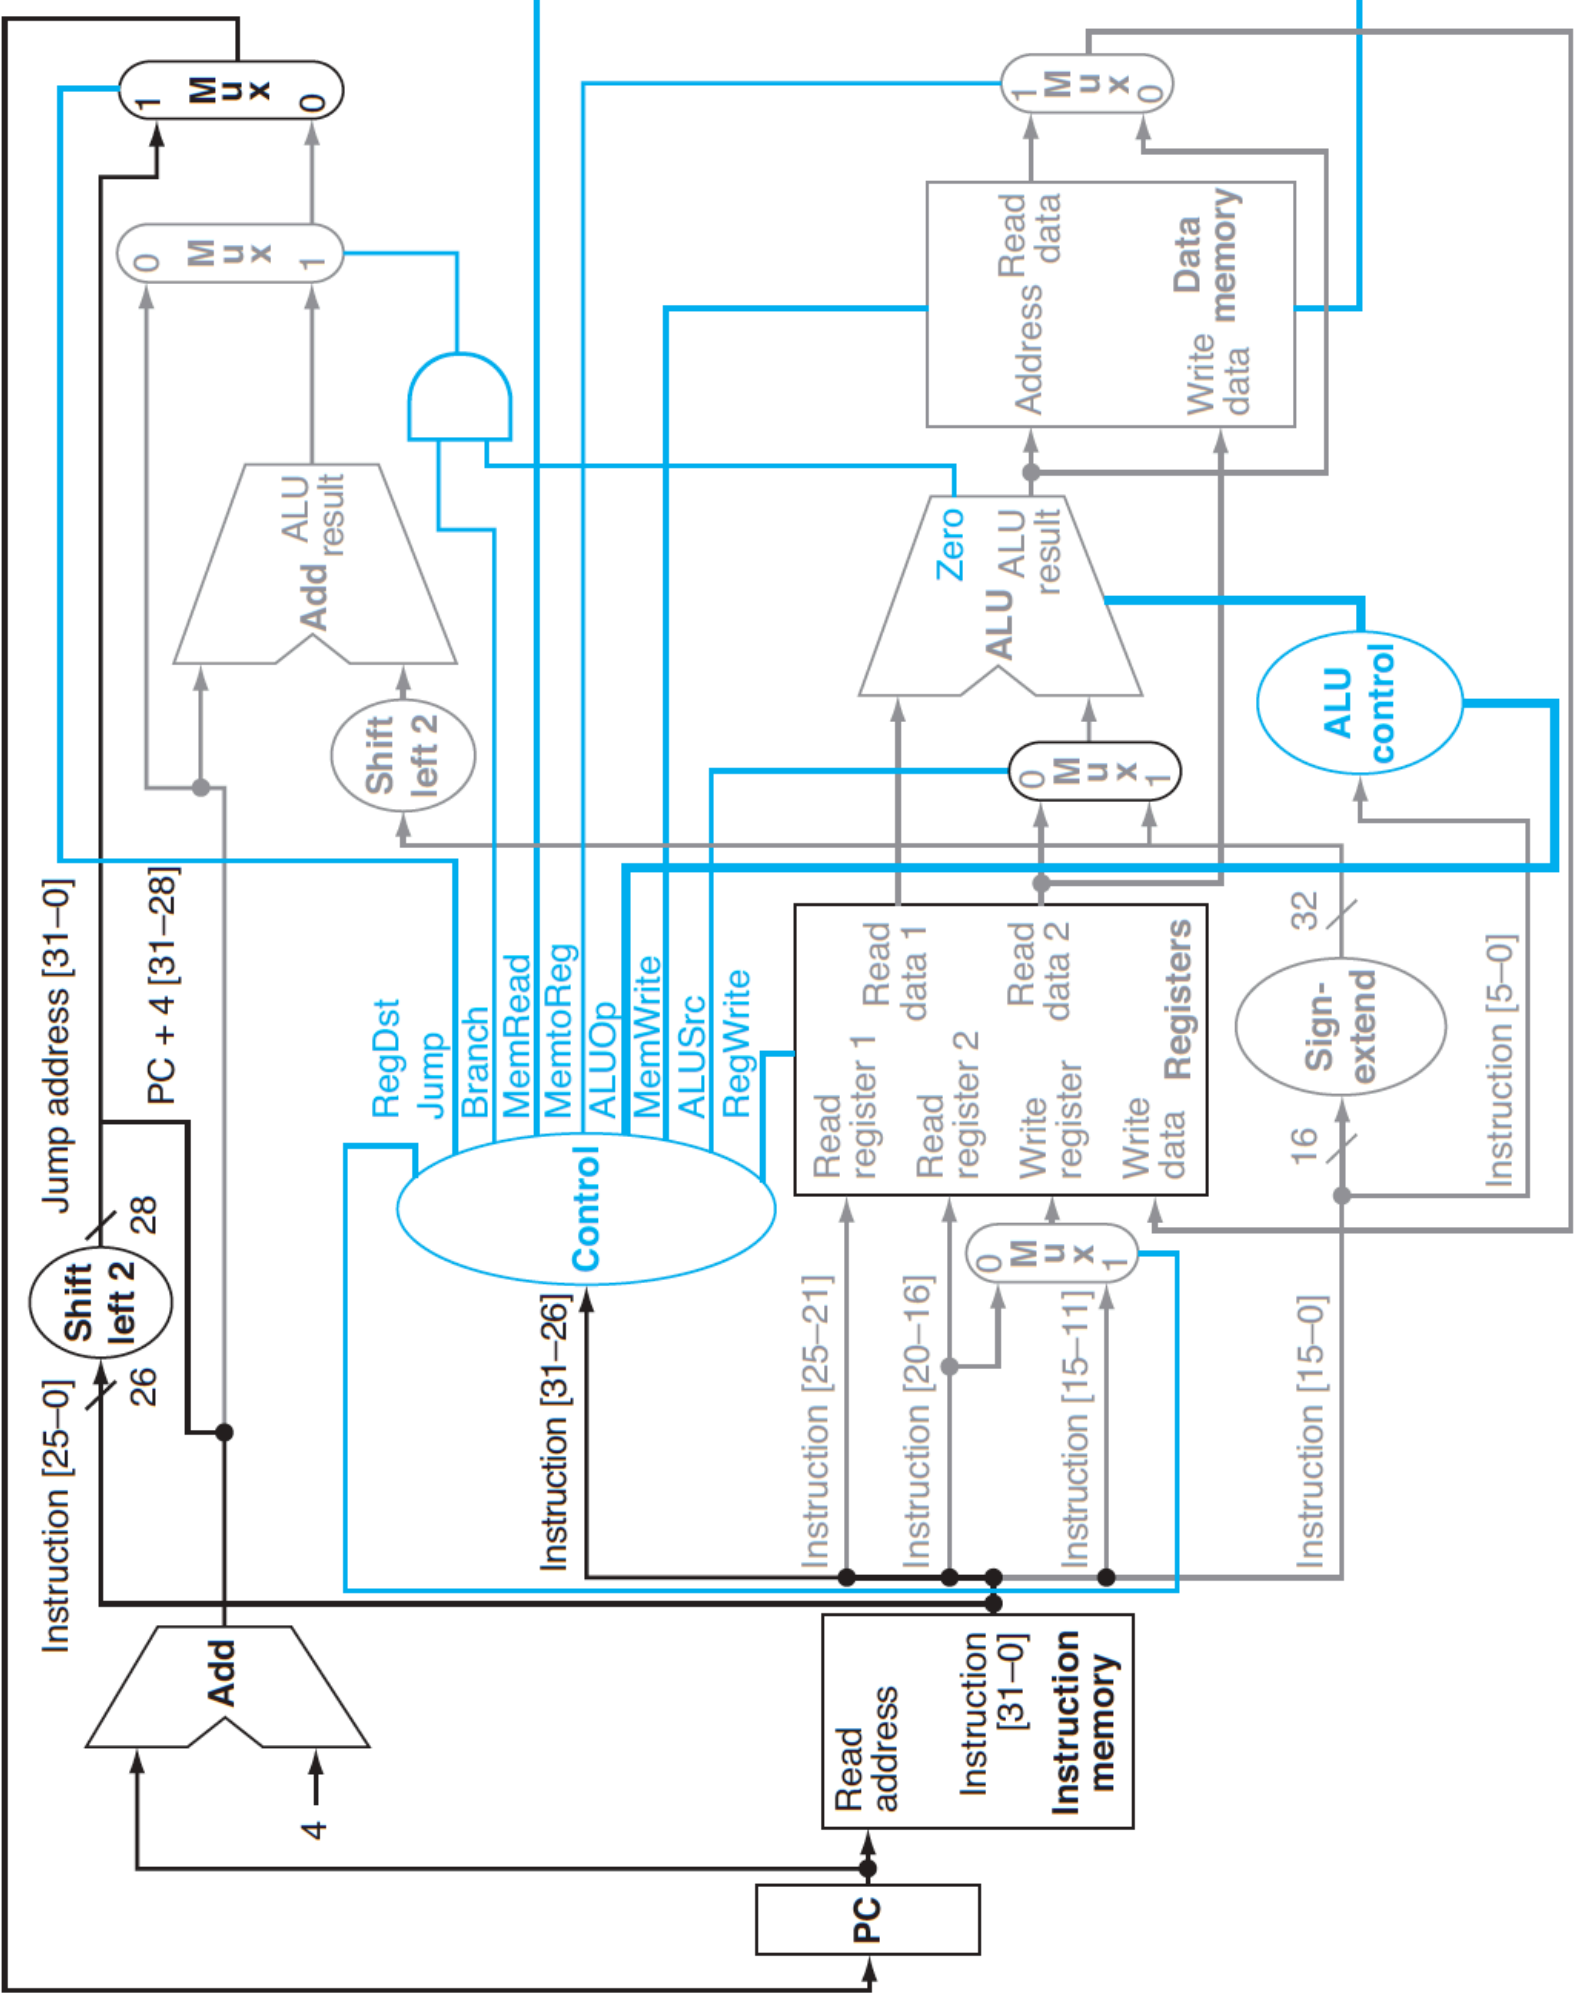 Instruction [25–0]
Shift
left 2
Jump address [31–0]
26
28
PC + 4 [31–28]
Add
4
Add
ALU
result
0
M
u
x
1
1
M
u
x
0
Shift
left 2
RegDst
Jump
Branch
MemRead
MemtoReg
ALUOp
MemWrite
ALUSrc
RegWrite
Control
Instruction [31–26]
PC
Read
address
Instruction
[31–0]
Instruction
memory
Instruction [25–21]
Instruction [20–16]
Instruction [15–11]
Instruction [15–0]
0
M
u
x
1
Read
register 1
Read
register 2
Write
register
Write
data
Read
data 1
Read
data 2
Registers
0
M
u
x
1
Zero
ALU
ALU
result
Address
Read
data
Write
data
Data
memory
1
M
u
x
0
16
Sign-
extend
32
ALU
control
Instruction [5–0]